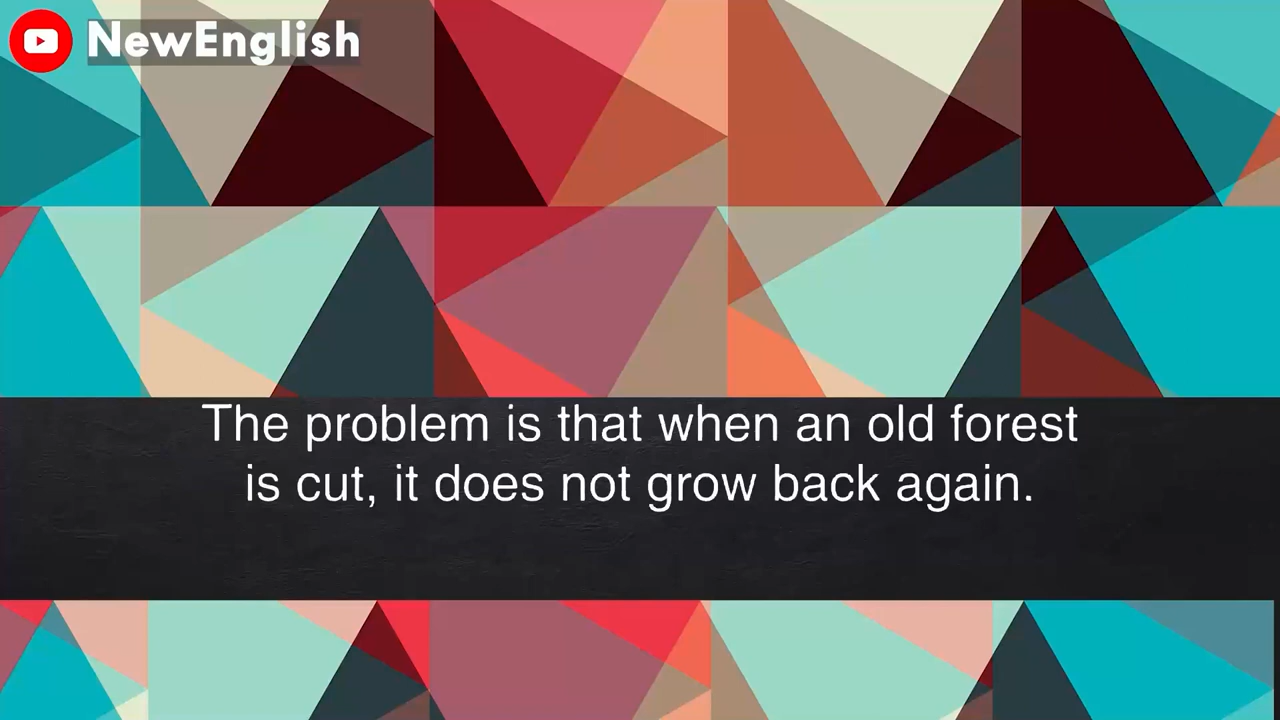 NewEnglish
The problem is that when an old forest
is cut, it does not grow back again.